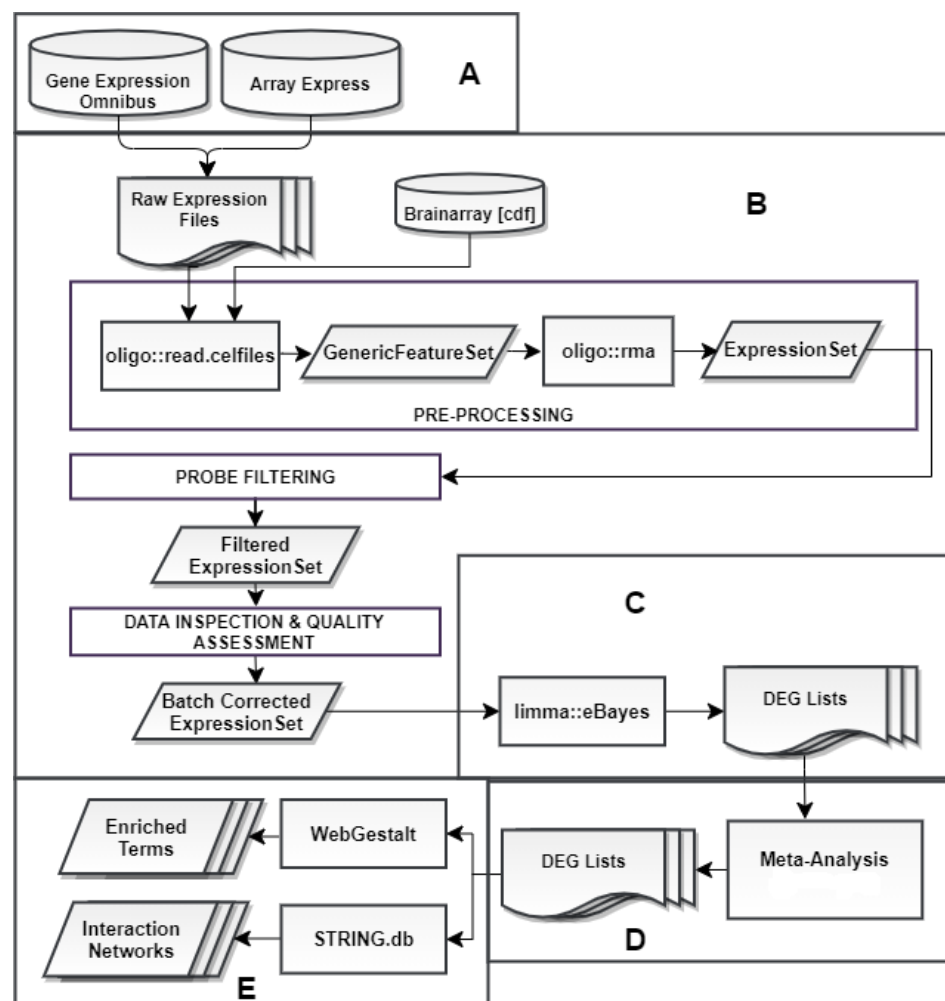 Gene Expression
Omnibus
Array Express
A
Raw Expression
Files
Brainarray [cdf]
B
oligo::read.celfiles
GenericFeatureSet
oligo::rma
ExpressionSet
PRE-PROCESSING
PROBE FILTERING
Filtered
ExpressionSet
DATA INSPECTION & QUALITY
ASSESSMENT
Batch Corrected
ExpressionSet
C
limma::eBayes
DEG Lists
Meta-Analysis
DEG Lists
D
WebGestalt
Enriched
Terms
STRING.db
Interaction
Networks
E